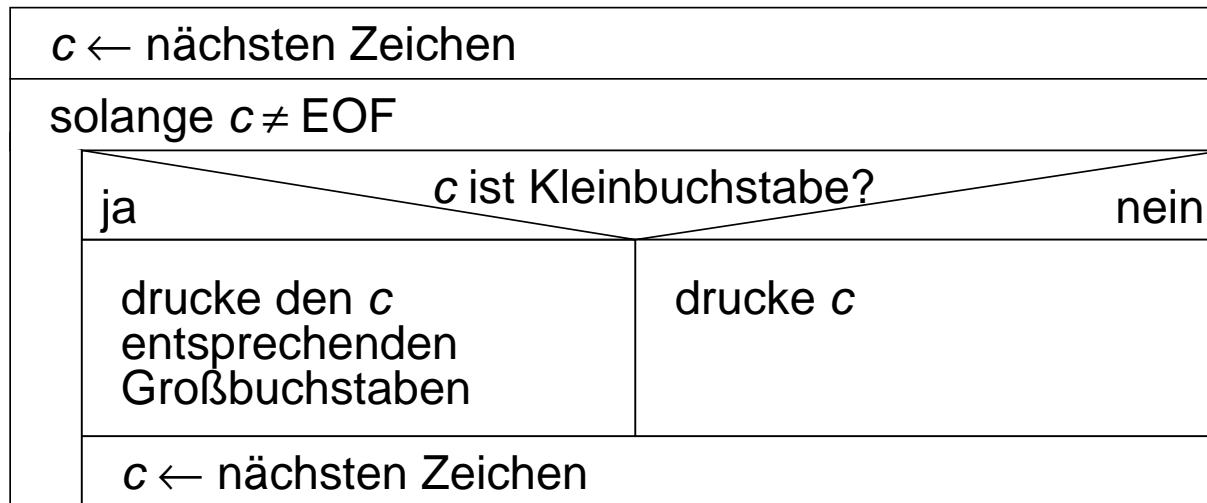 c ← nächsten Zeichen
solange c ≠ EOF
c ist Kleinbuchstabe?
ja
nein
drucke den c
entsprechenden
Großbuchstaben
drucke c
c ← nächsten Zeichen